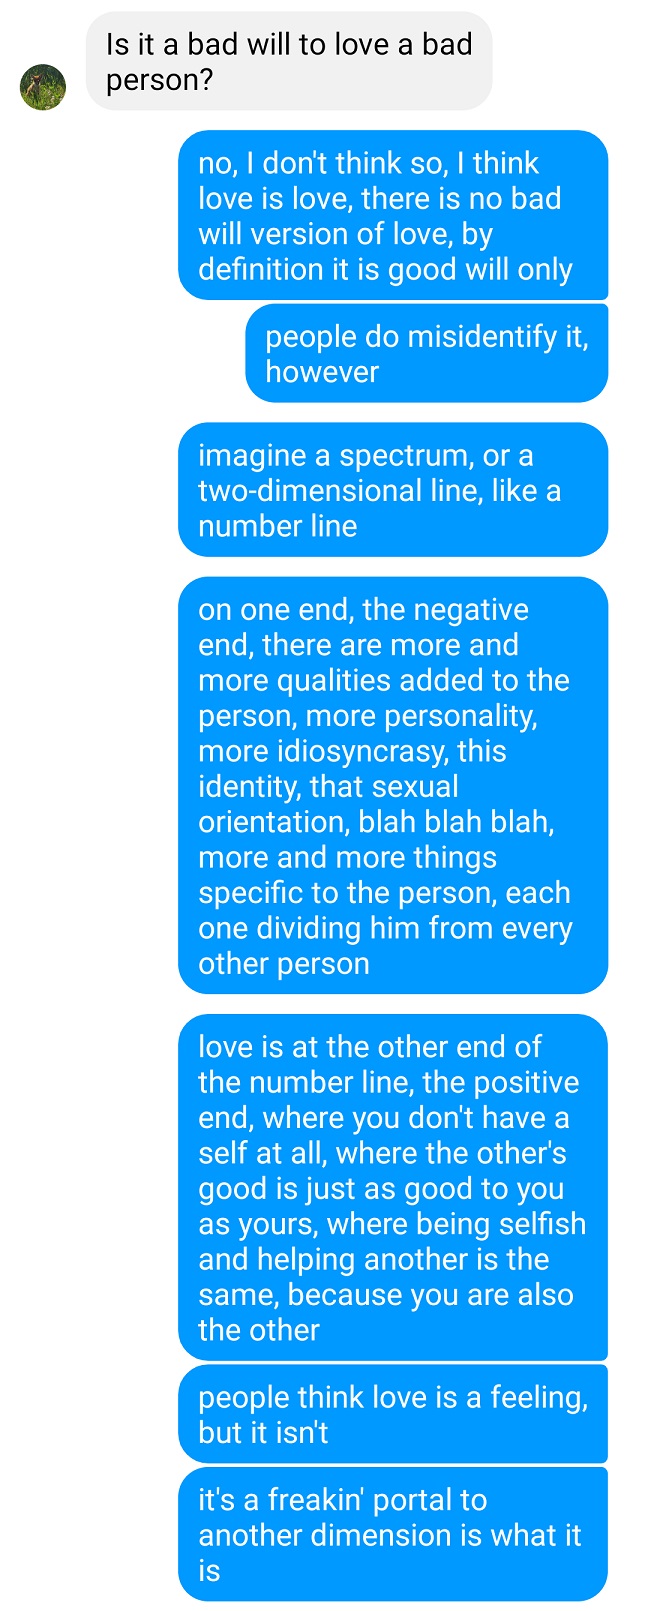 Is it a bad will to love a bad
person?
no, I don't think so, I think
love is love, there is no bad
will version of love, by
definition it is good will only
people do misidentify it,
however
imagine a spectrum, or a
two-dimensional line, like a
number line
on one end, the negative
end, there are more and
more qualities added to the
person, more personality,
more idiosyncrasy, this
identity, that sexual
orientation, blah blah blah,
more and more things
specific to the person, each
one dividing him from every
other person
love is at the other end of
the number line, the positive
end, where you don't have a
self at all, where the other's
good is just as good to you
as yours, where being selfish
and helping another is the
same, because you are also
the other
people think love is a feeling,
but it isn't
it's a freakin' portal to
another dimension is what it
is